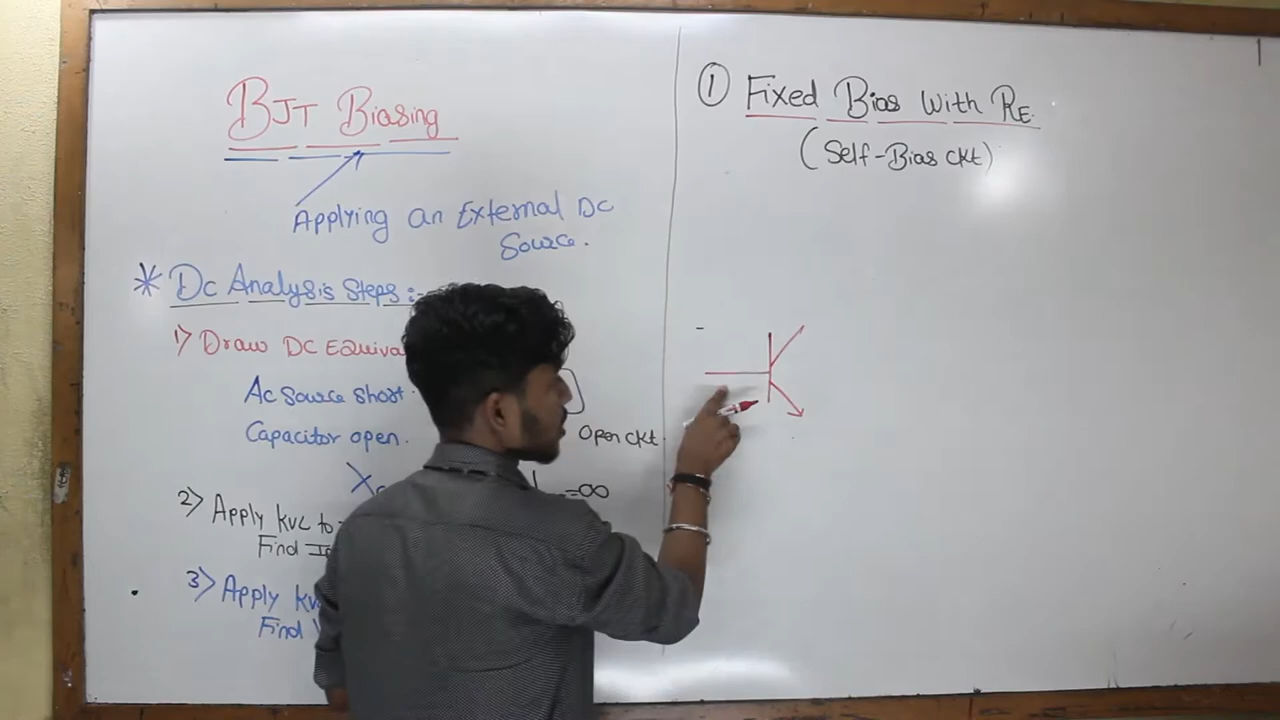 BJT Biasing
Applying an External DC
Source.
* DC Analysis Steps :-
1) Draw DC Equiva
Ac source short.
Capacitor open.
Open ckt.
=∞
2) Apply KVL to
Find
3) Apply
Find
① Fixed Bias With RE.
(Self-Bias ckt)